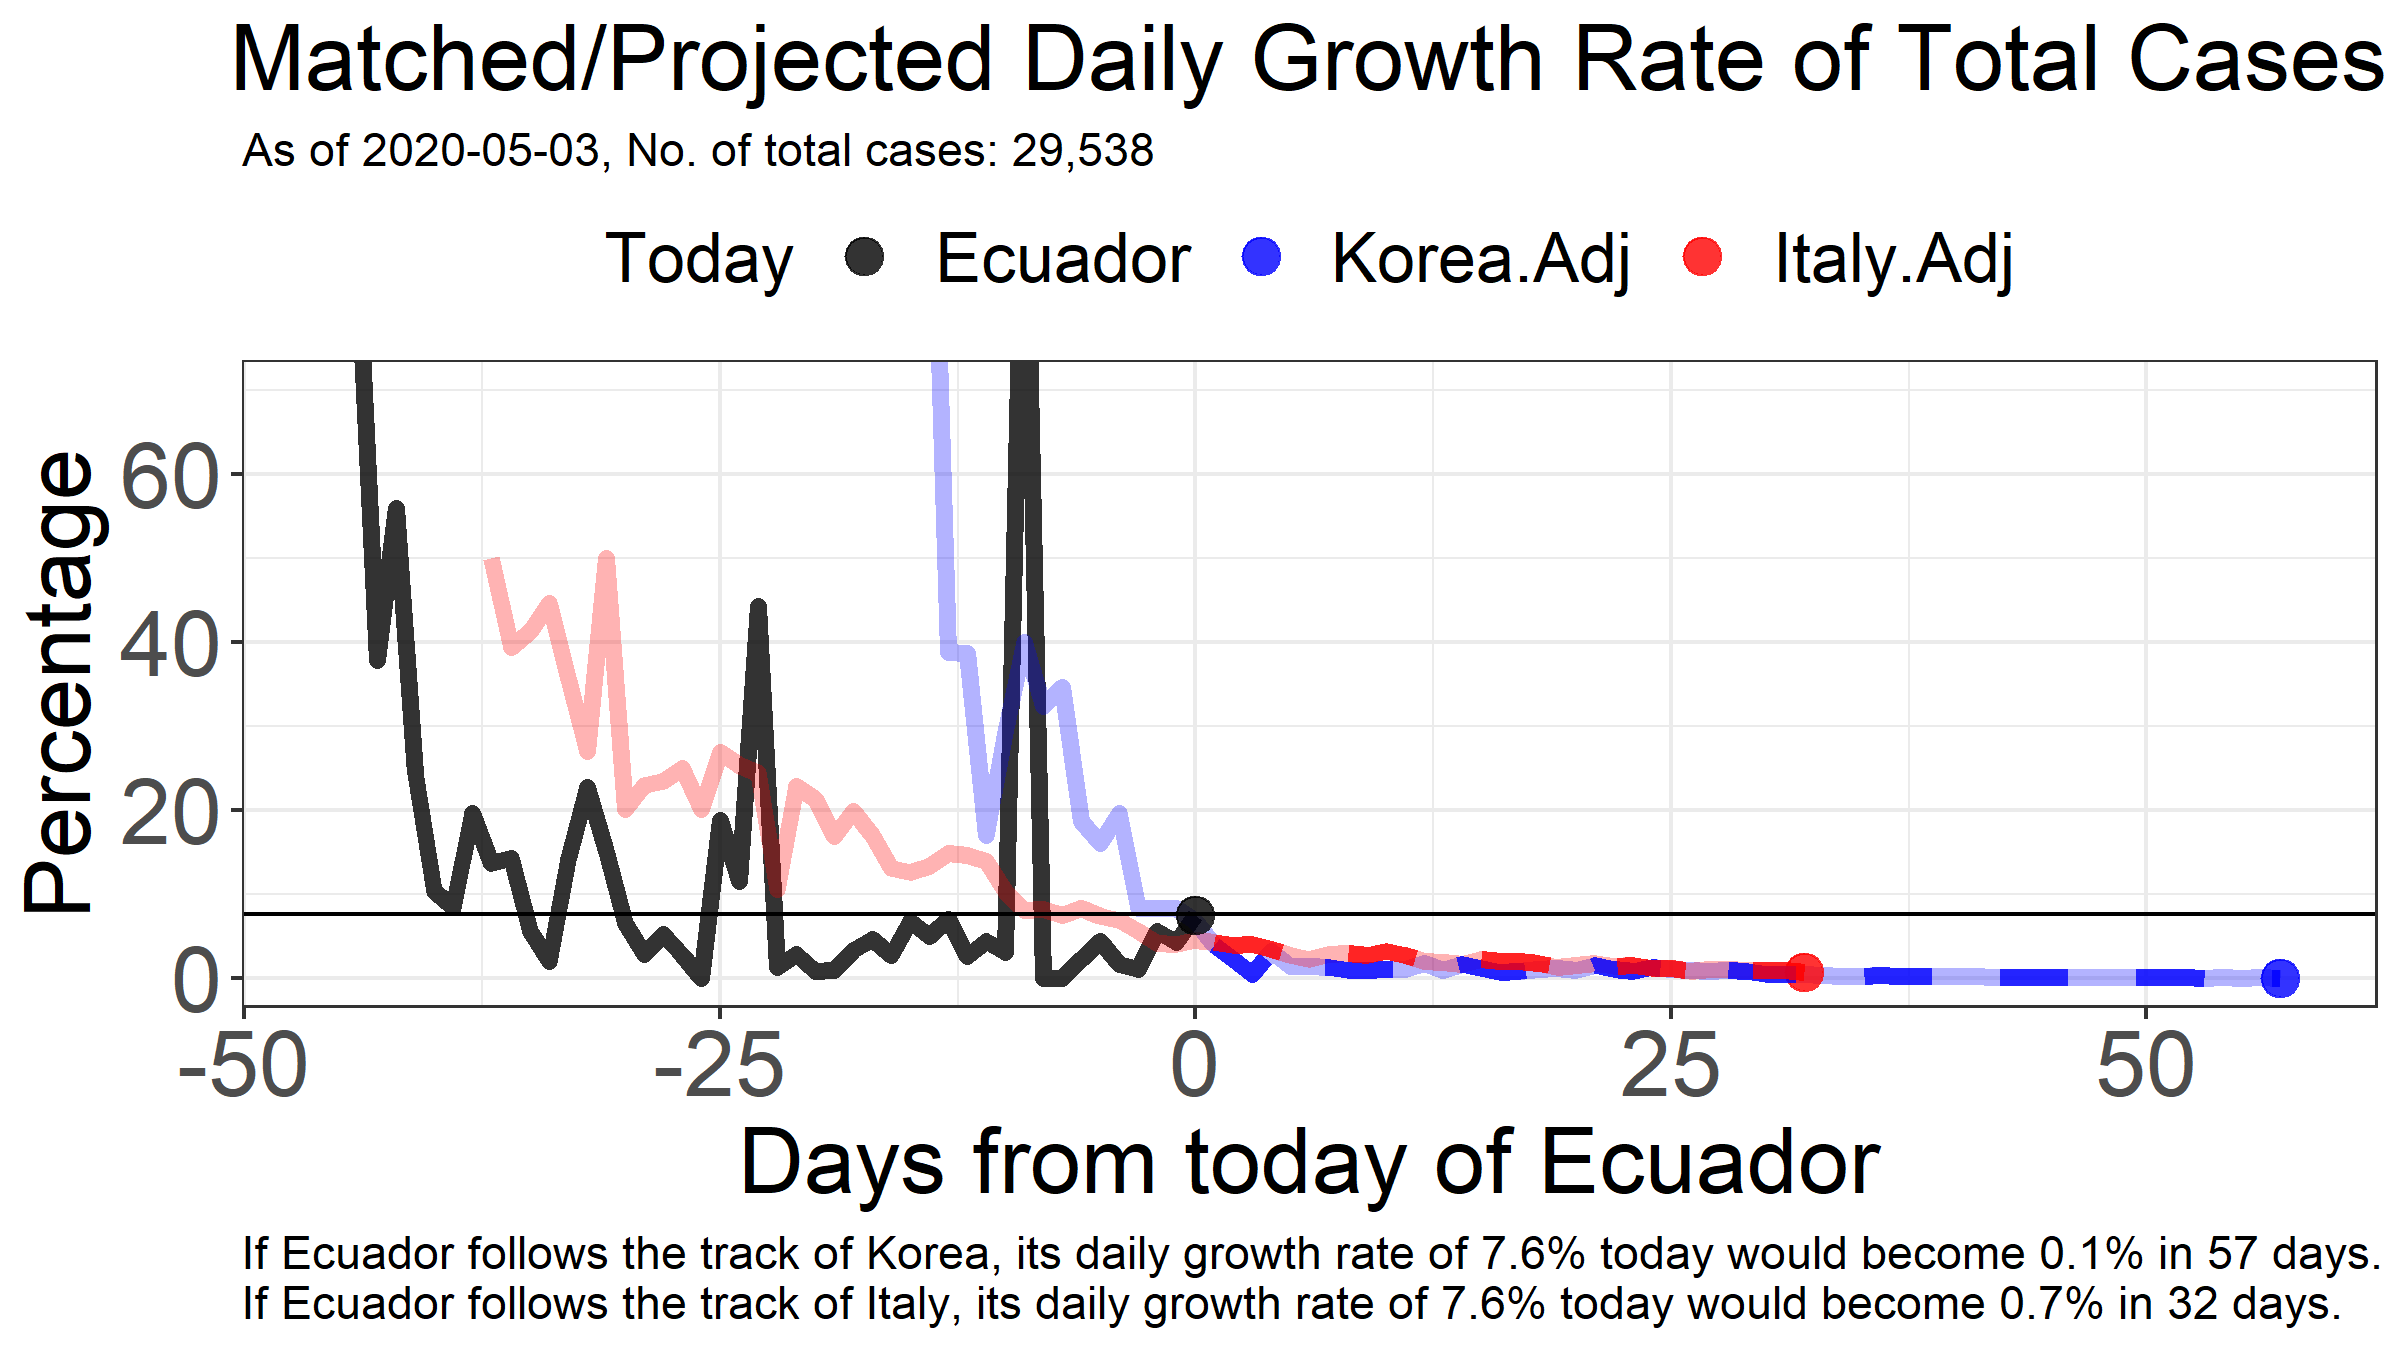 Matched/Projected Daily Growth Rate of Total Cases
As of 2020-05-03, No. of total cases: 29,538
Today Ecuador Korea.Adj Italy.Adj
Percentage
60
40
20
0
-50 -25 0 25 50
Days from today of Ecuador
If Ecuador follows the track of Korea, its daily growth rate of 7.6% today would become 0.1% in 57 days.
If Ecuador follows the track of Italy, its daily growth rate of 7.6% today would become 0.7% in 32 days.